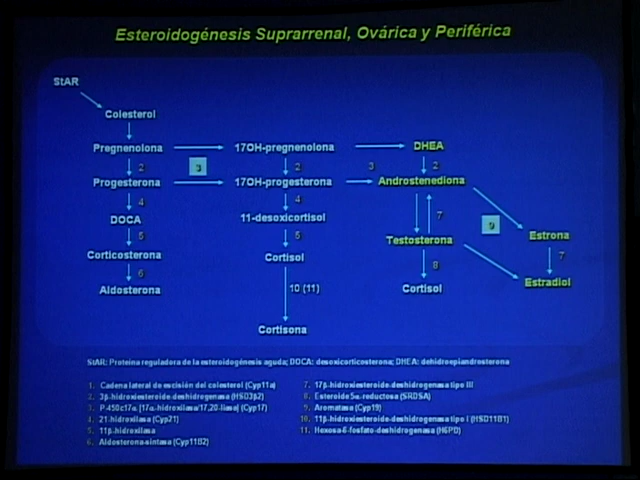 Esteroidogénesis Suprarrenal, Ovárica y Periférica
StAR
Colesterol
Pregnenolona 17OH-pregnenolona DHEA
2 3 2 3 2
Progesterona 17OH-progesterona Androstenediona
4 4
DOCA 11-desoxicortisol 7 9
5 5 Testosterona Estrona
Corticosterona Cortisol 7
6 8
Aldosterona 10 (11) Cortisol Estradiol
Cortisona
StAR: Proteína reguladora de la esteroidogénesis aguda; DOCA: desoxicorticosterona; DHEA: dehidroepiandrosterona
1. Cadena lateral de escisión del colesterol (Cyp11a)
2. 3β-hidroxiesteroide-deshidrogenasa (HSD3β2)
3. P-450c17α [17α-hidroxilasa/17,20-liasa] (Cyp17)
4. 21-hidroxilasa (Cyp21)
5. 11β-hidroxilasa
6. Aldosterona-sintasa (Cyp11B2)
7. 17β-hidroxiesteroide-deshidrogenasa tipo III
8. Esteroide 5α-reductosa (SRD5A)
9. Aromatasa (Cyp19)
10. 11β-hidroxiesteroide-deshidrogenasa tipo I (HSD11B1)
11. Hexosa-6-fosfato-deshidrogenasa (H6PD)